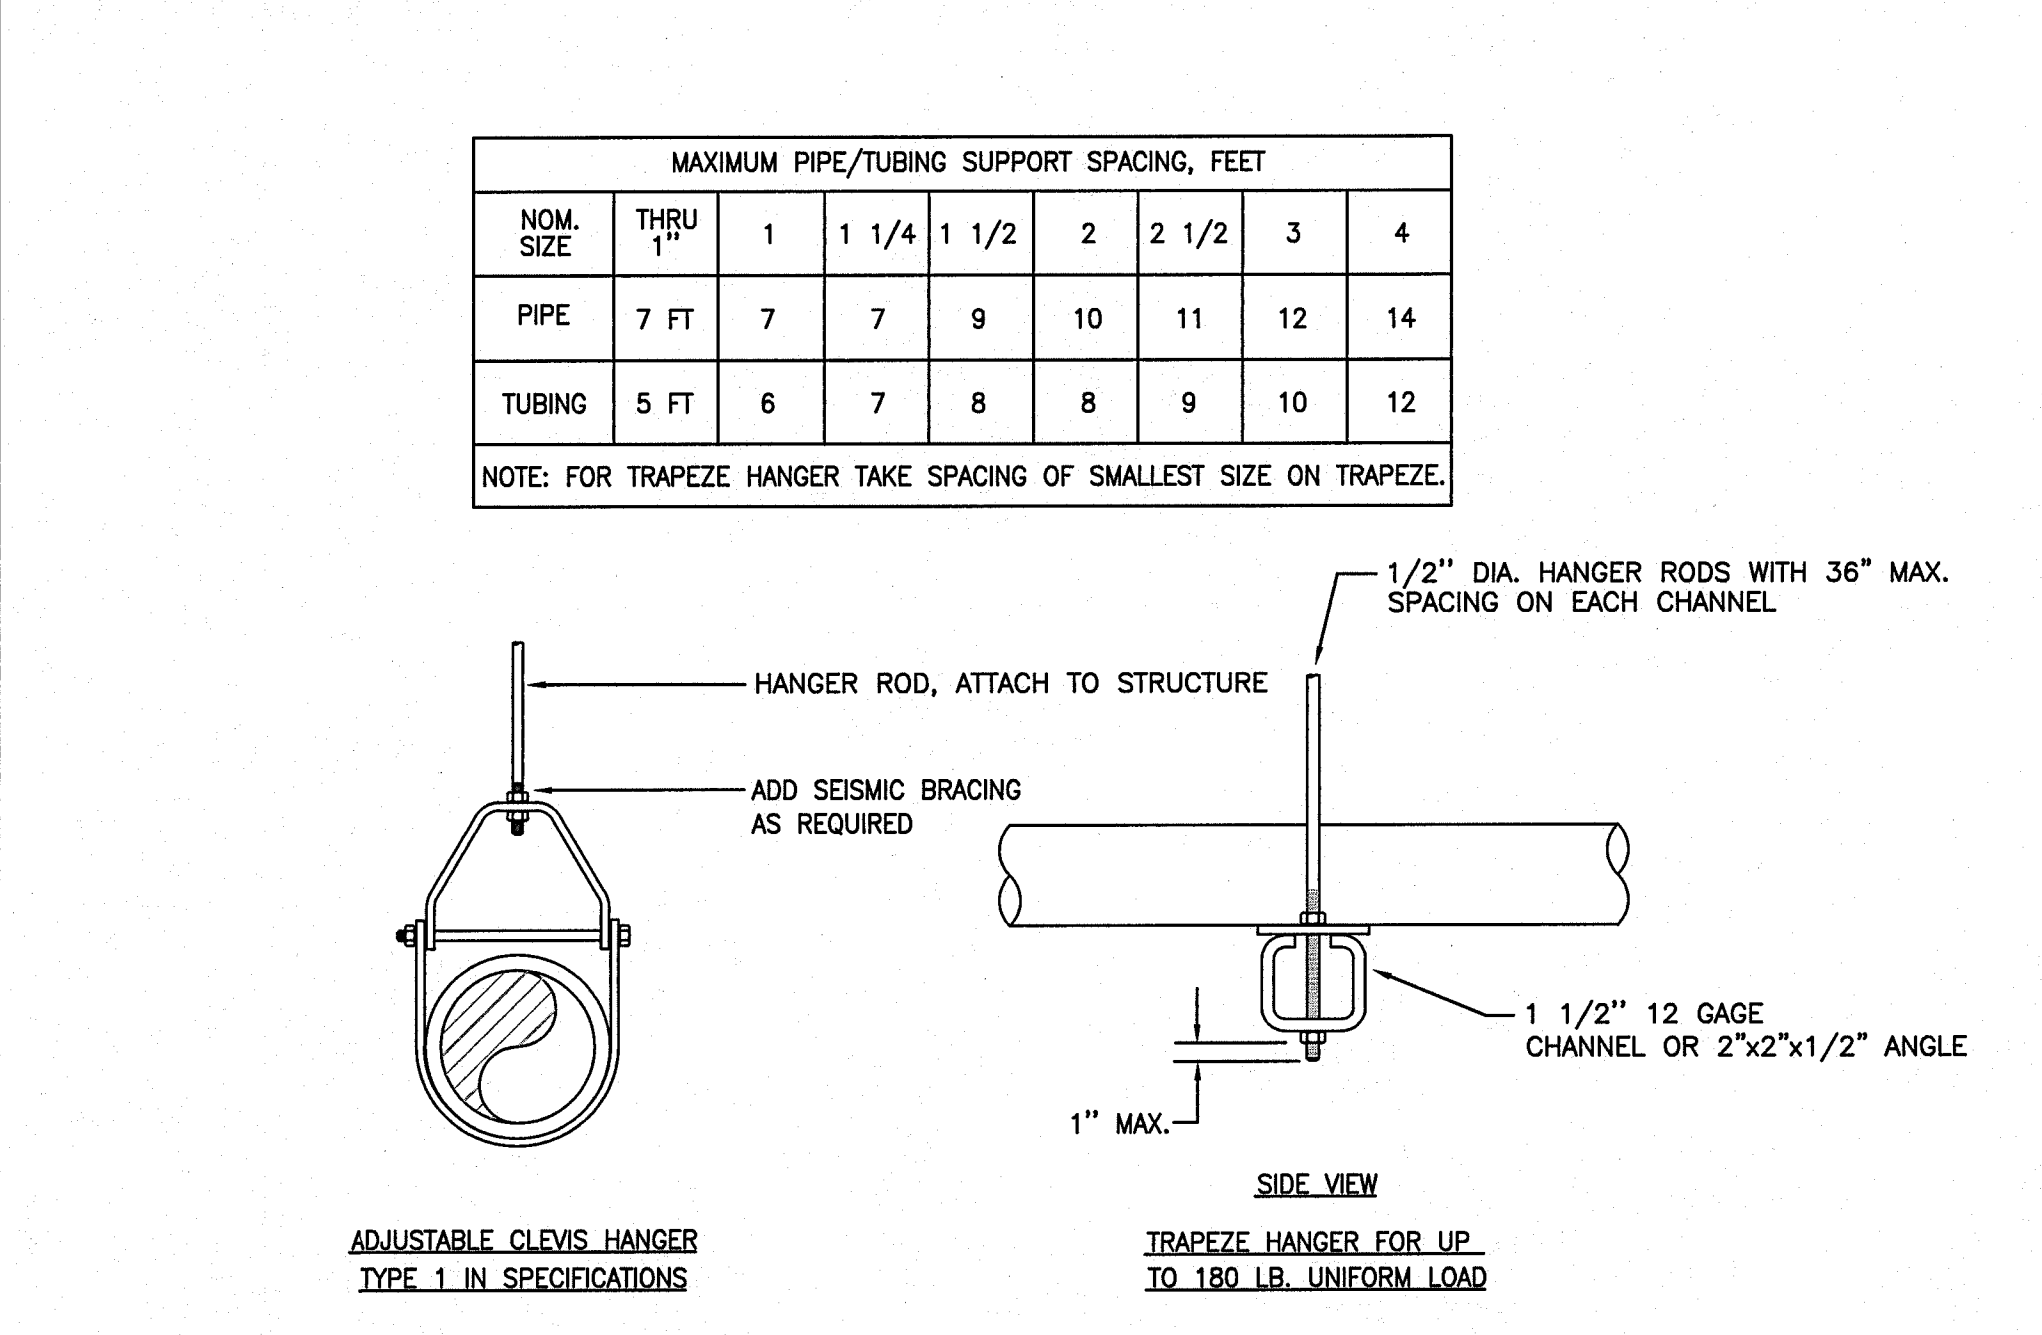 MAXIMUM PIPE/TUBING SUPPORT SPACING, FEET
NOM. SIZE THRU 1" 1 1 1/4 1 1/2 2 2 1/2 3 4
PIPE 7 FT 7 7 9 10 11 12 14
TUBING 5 FT 6 7 8 8 9 10 12
NOTE: FOR TRAPEZE HANGER TAKE SPACING OF SMALLEST SIZE ON TRAPEZE.
1/2" DIA. HANGER RODS WITH 36" MAX.
SPACING ON EACH CHANNEL
HANGER ROD, ATTACH TO STRUCTURE
ADD SEISMIC BRACING
AS REQUIRED
1 1/2" 12 GAGE
CHANNEL OR 2"x2"x1/2" ANGLE
1" MAX.
SIDE VIEW
ADJUSTABLE CLEVIS HANGER
TYPE 1 IN SPECIFICATIONS
TRAPEZE HANGER FOR UP
TO 180 LB. UNIFORM LOAD